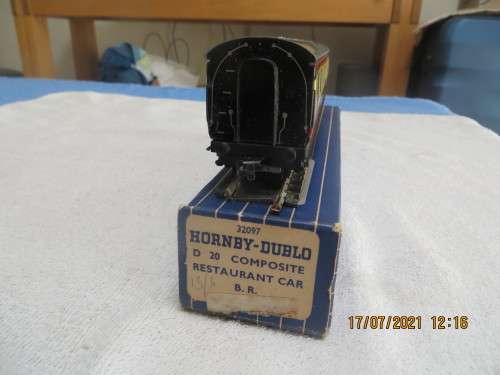 32097
HORNBY-DUBLO
D 20 COMPOSITE
RESTAURANT CAR
B. R.
17/07/2021 12:16